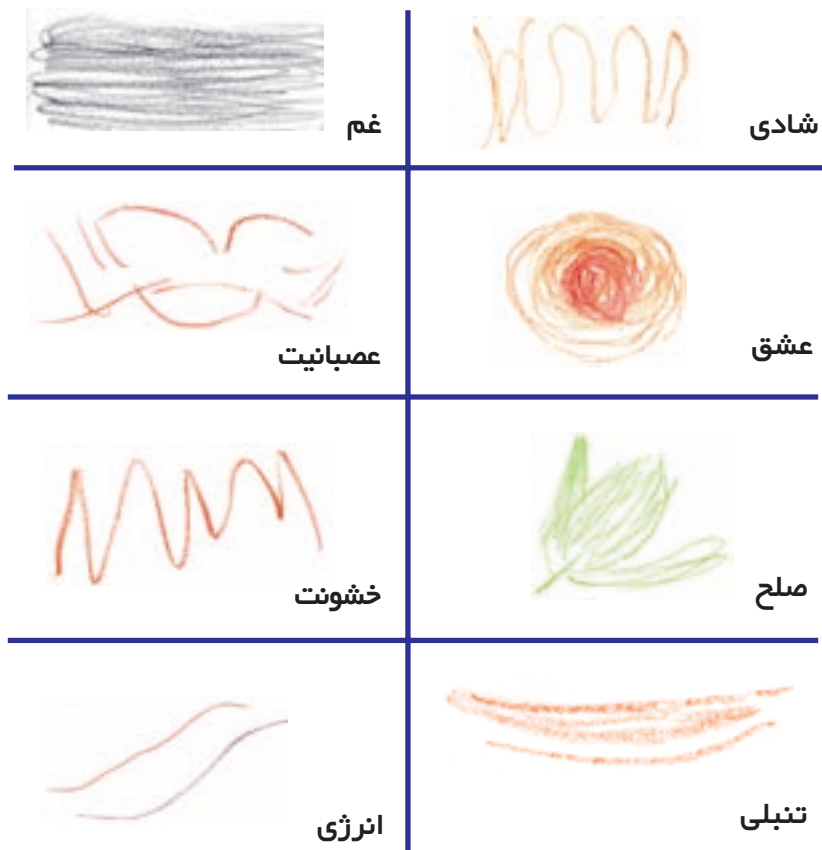 شادی
غم
عشق
عصبانیت
صلح
خشونت
تنبلی
انرژی